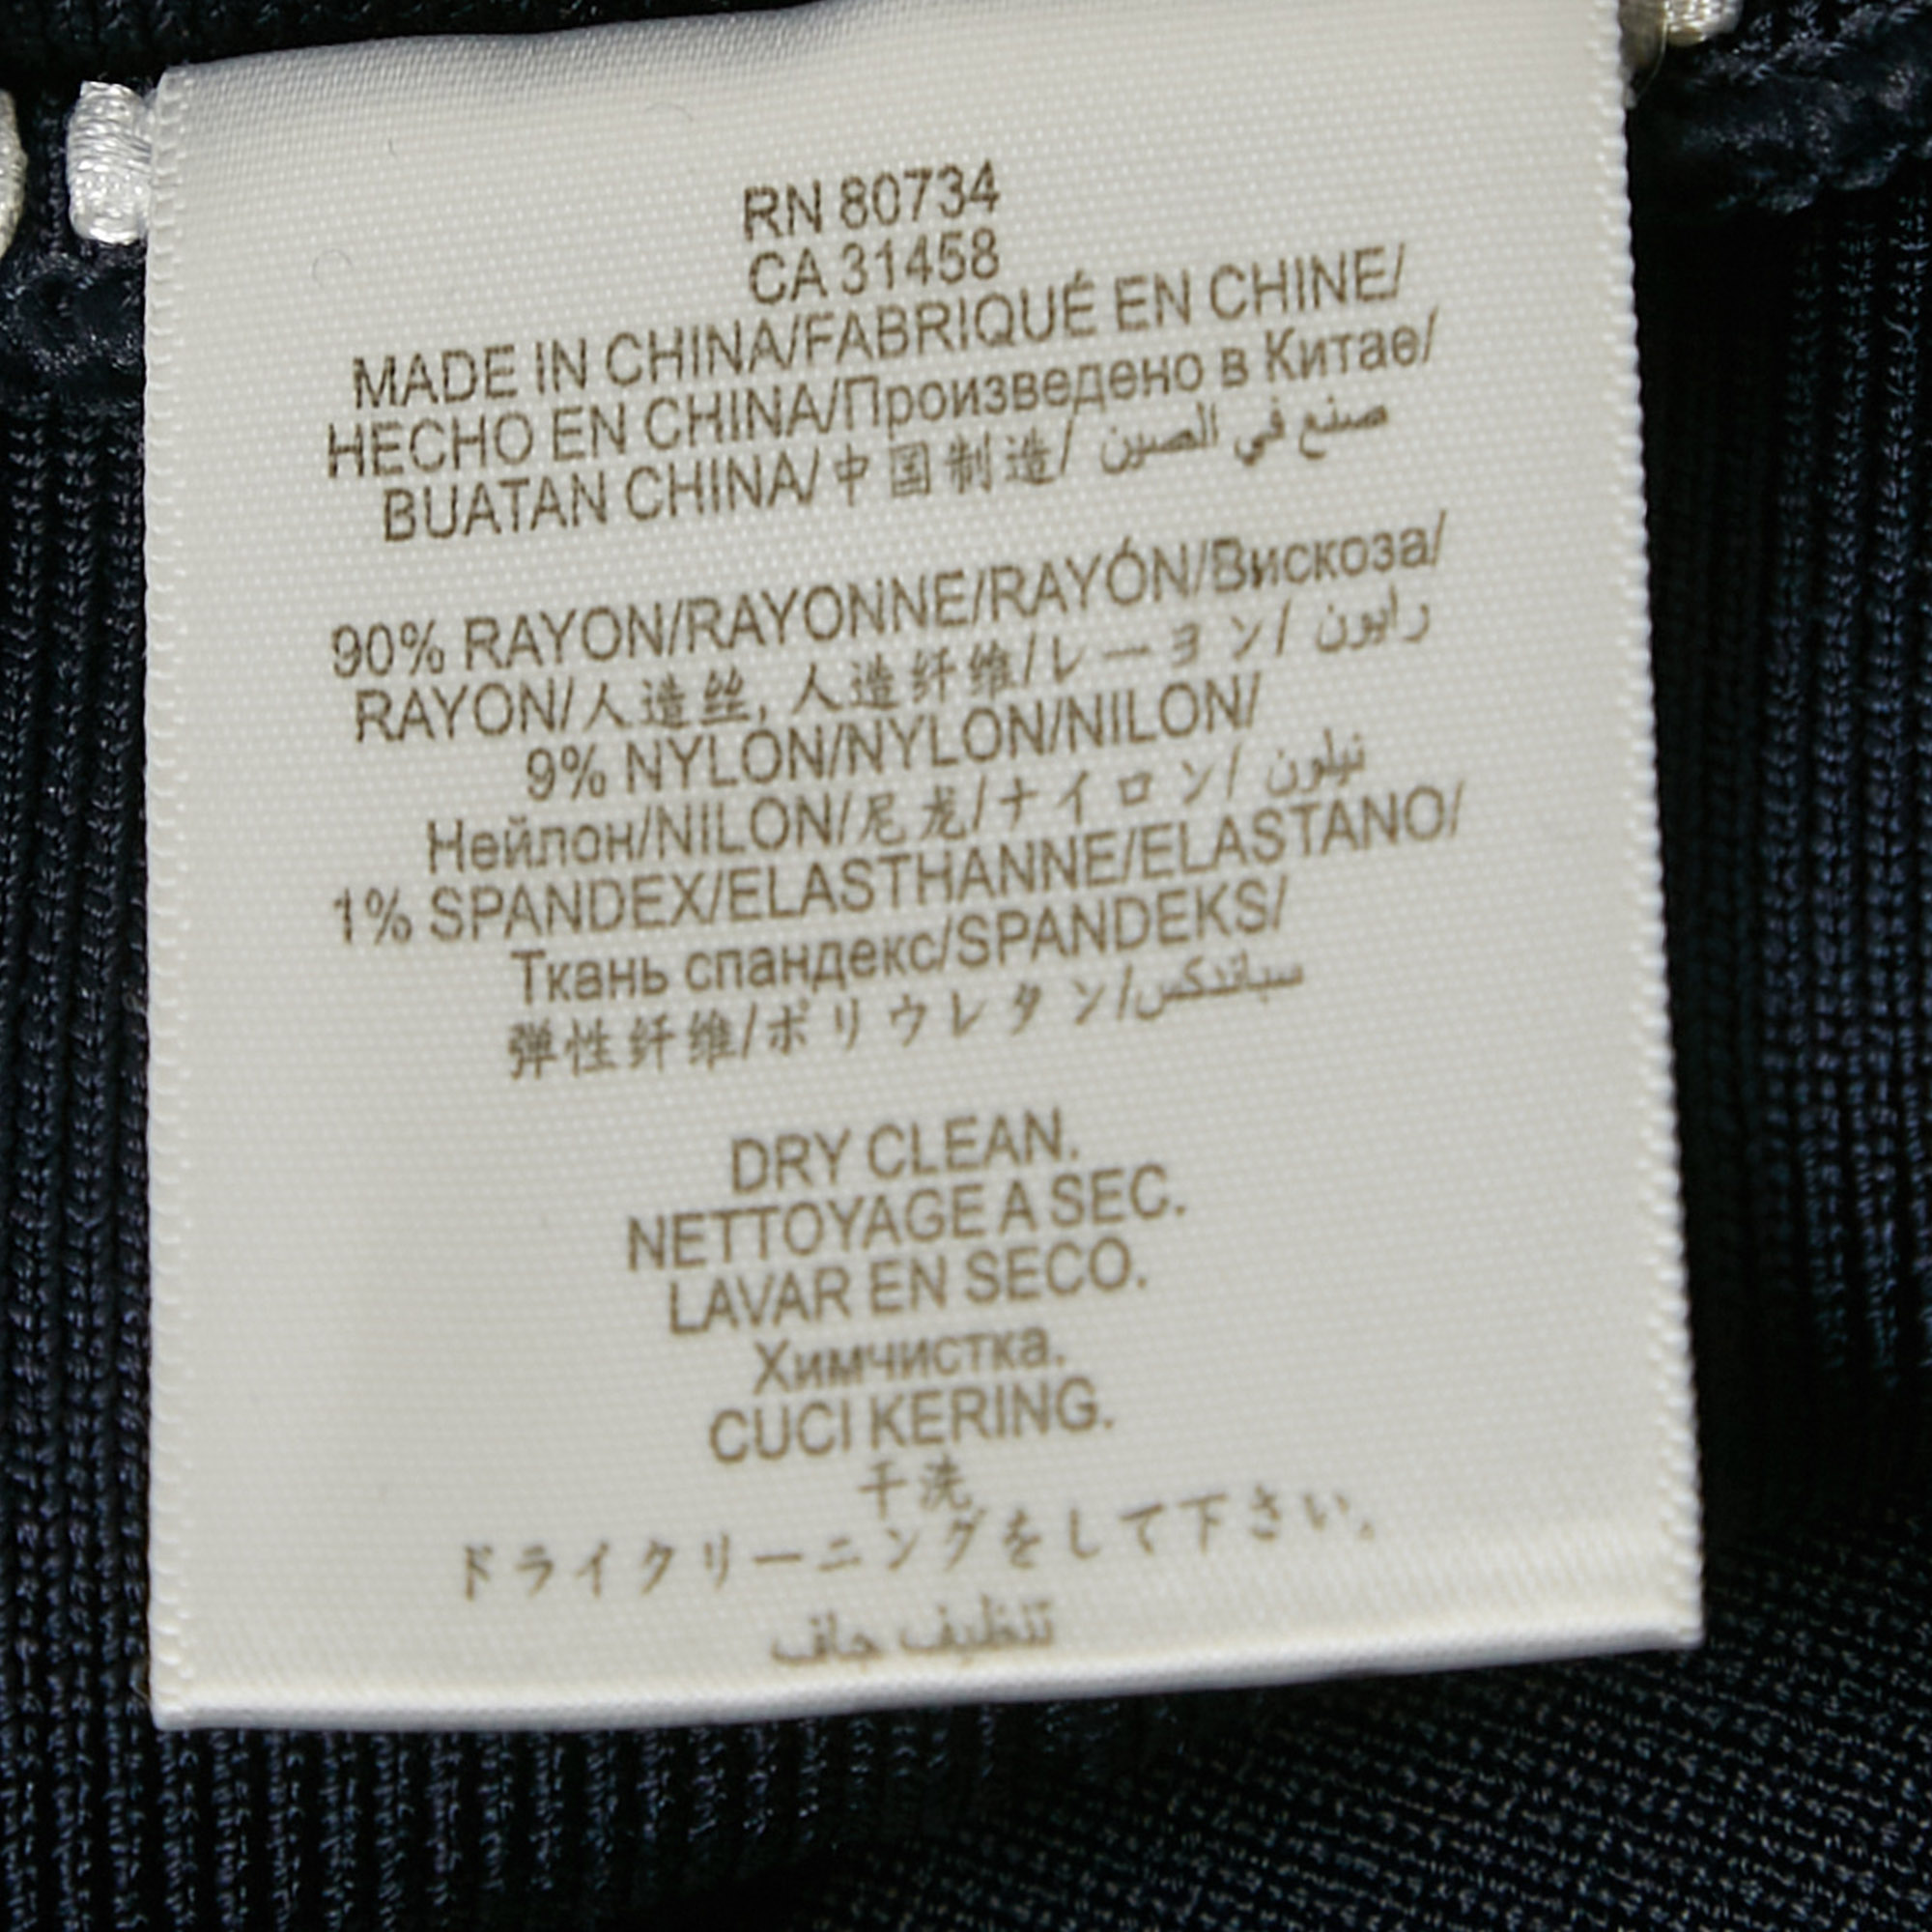 RN 80734
CA 31458
MADE IN CHINA/FABRIQUÉ EN CHINE/
HECHO EN CHINA/Произведено в Китае/
BUATAN CHINA/中国制造/ صنع في الصين
90% RAYON/RAYONNE/RAYÓN/Вискоза/
RAYON/人造丝, 人造纤维/レーヨン/ رايون
9% NYLON/NYLON/NILON/
Нейлон/NILON/尼龙/ナイロン/ نيلون
1% SPANDEX/ELASTHANNE/ELASTANO/
Ткань спандекс/SPANDEKS/
弹性纤维/ポリウレタン/سباندكس
DRY CLEAN.
NETTOYAGE A SEC.
LAVAR EN SECO.
Химчистка.
CUCI KERING.
干洗
ドライクリーニングをして下さい。
تنظيف جاف